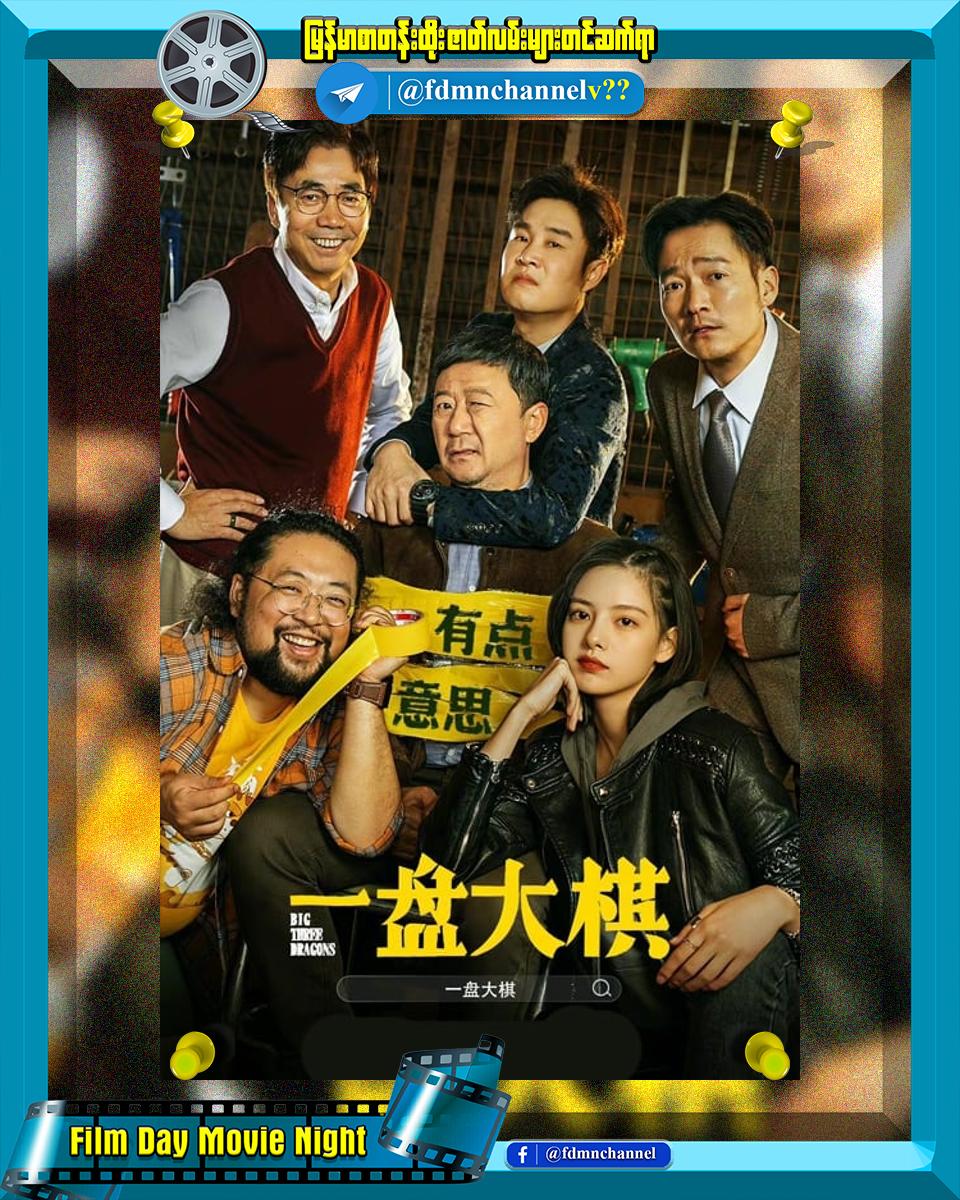 မြန်မာစာတန်းထိုးဇာတ်လမ်းများတင်ဆက်ရာ
@fdmnchannelv??
有点
意思
BIG
THREE
DRAGONS
一盘大棋
一盘大棋
Film Day Movie Night
f @fdmnchannel